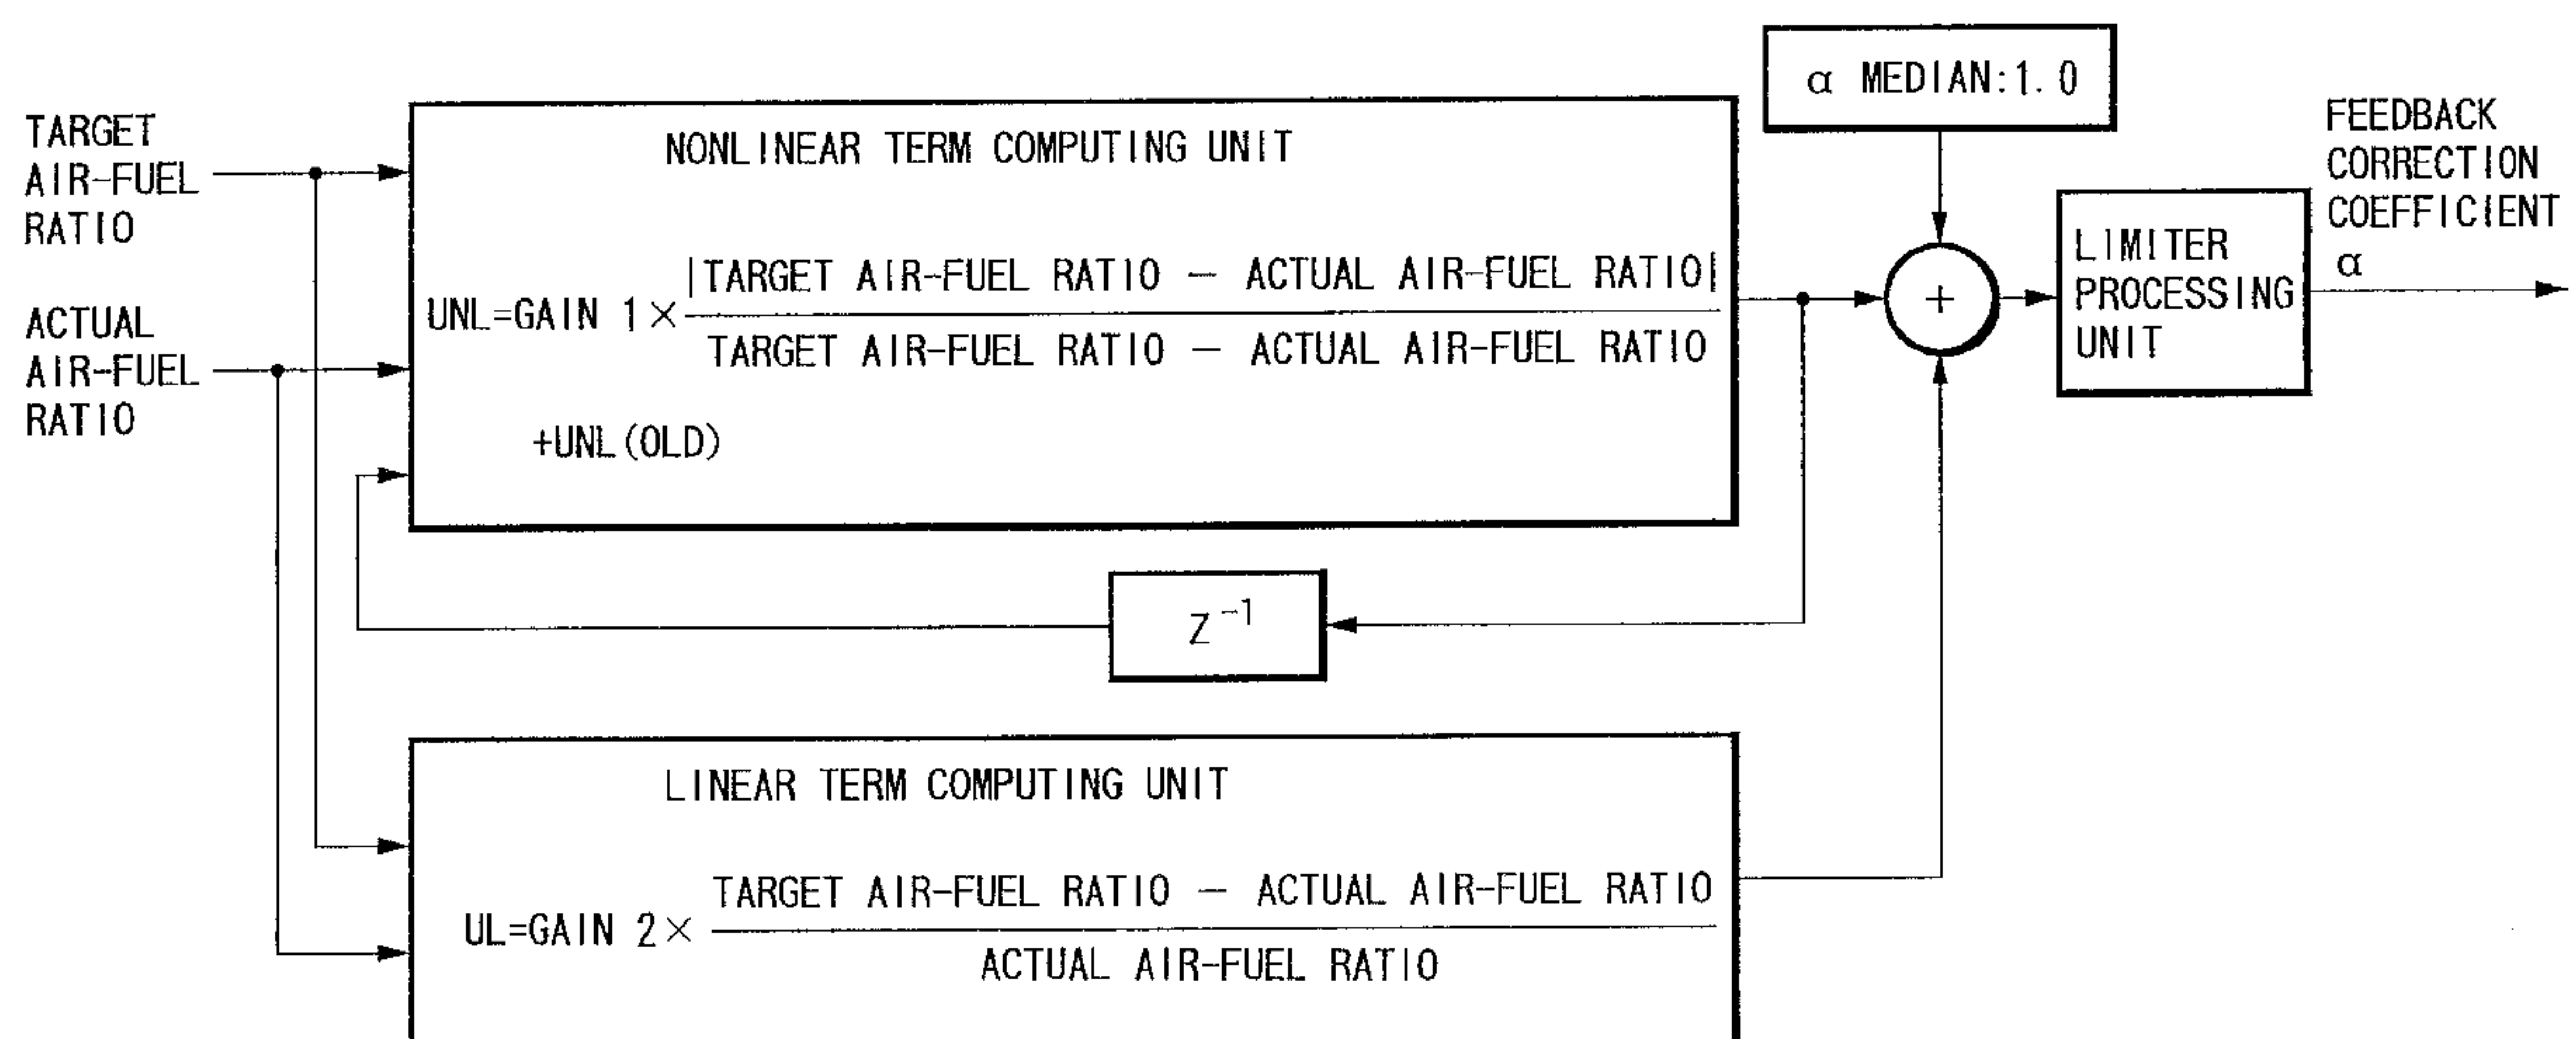 α MEDIAN:1.0
TARGET
AIR-FUEL
RATIO
ACTUAL
AIR-FUEL
RATIO
NONLINEAR TERM COMPUTING UNIT
|TARGET AIR-FUEL RATIO − ACTUAL AIR-FUEL RATIO|
UNL=GAIN 1×
TARGET AIR-FUEL RATIO − ACTUAL AIR-FUEL RATIO
+UNL(OLD)
+
LIMITER
PROCESSING
UNIT
FEEDBACK
CORRECTION
COEFFICIENT
α
Z⁻¹
LINEAR TERM COMPUTING UNIT
TARGET AIR-FUEL RATIO − ACTUAL AIR-FUEL RATIO
UL=GAIN 2×
ACTUAL AIR-FUEL RATIO